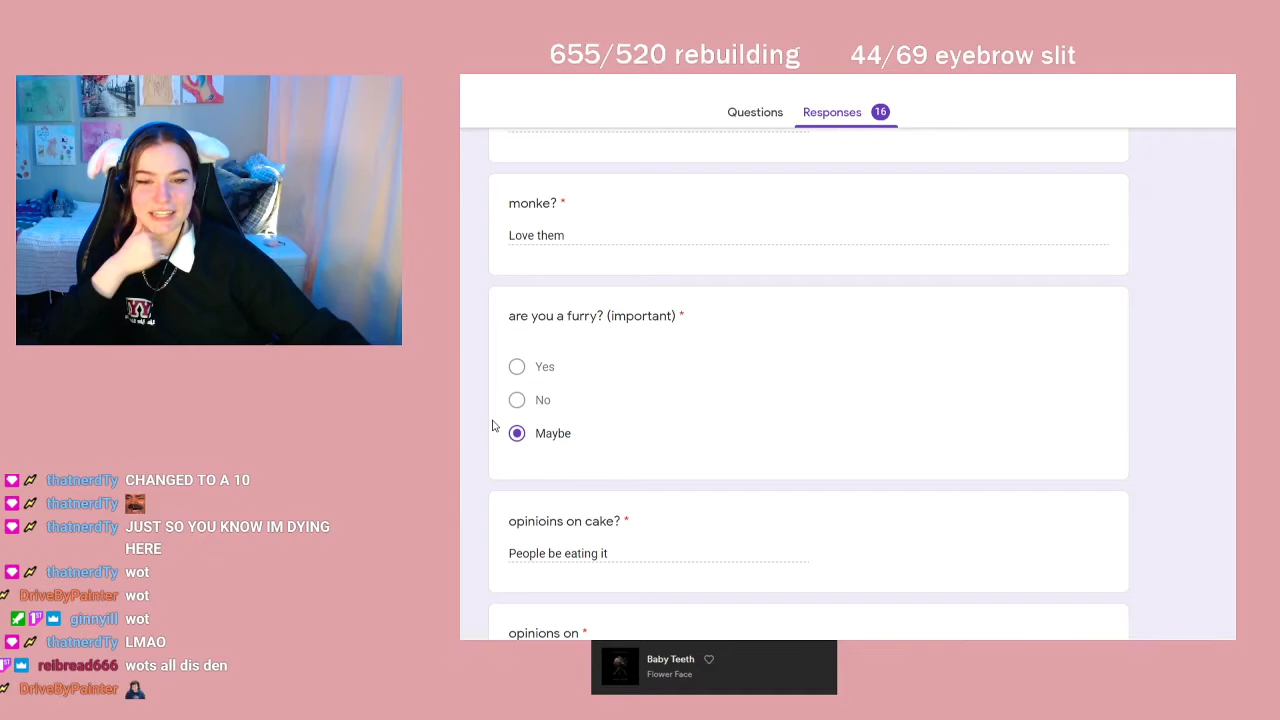 655/520 rebuilding
44/69 eyebrow slit
Questions
Responses 16
monke? *
Love them
are you a furry? (important) *
Yes
No
Maybe
opinioins on cake? *
People be eating it
opinions on *
thatnerdTy CHANGED TO A 10
thatnerdTy
thatnerdTy JUST SO YOU KNOW IM DYING
HERE
thatnerdTy wot
DriveByPainter wot
ginnyill wot
thatnerdTy LMAO
reibread666 wots all dis den
DriveByPainter
Baby Teeth
Flower Face